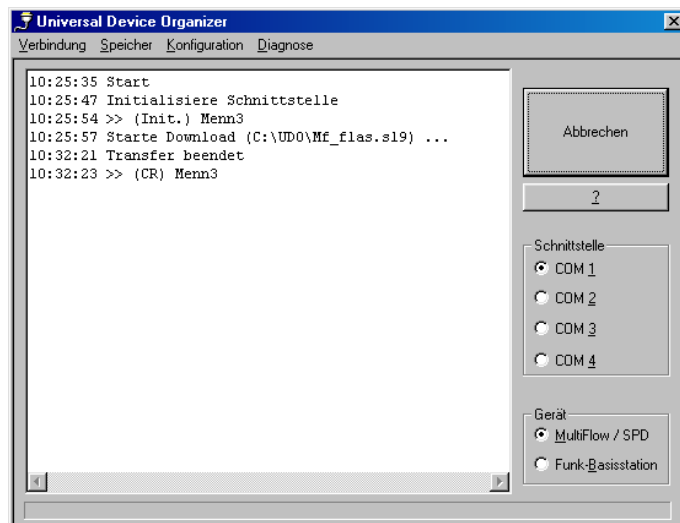 Universal Device Organizer
Verbindung Speicher Konfiguration Diagnose
10:25:35 Start
10:25:47 Initialisiere Schnittstelle
10:25:54 >> (Init.) Menn3
10:25:57 Starte Download (C:\UDO\Mf_flas.s19) ...
10:32:21 Transfer beendet
10:32:23 >> (CR) Menn3
Abbrechen
?
Schnittstelle
COM 1
COM 2
COM 3
COM 4
Gerät
MultiFlow / SPD
Funk-Basisstation